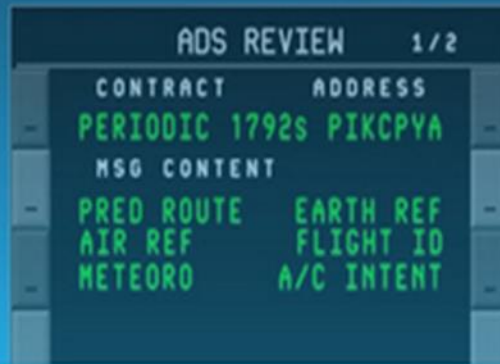 ADS REVIEW 1/2
CONTRACT ADDRESS
PERIODIC 1792s PIKCPYA
MSG CONTENT
PRED ROUTE EARTH REF
AIR REF FLIGHT ID
METEORO A/C INTENT